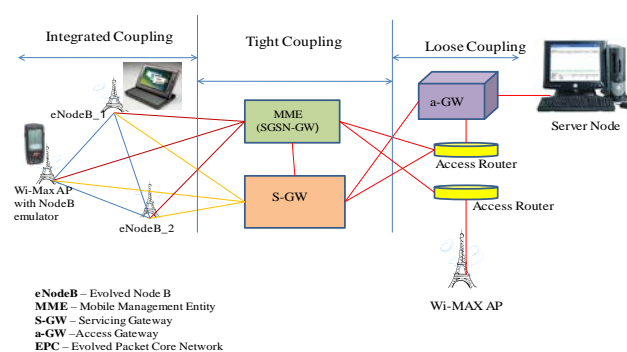 Integrated Coupling
Tight Coupling
Loose Coupling
eNodeB_1
MME
(SGSN-GW)
a-GW
Server Node
Access Router
Wi-Max AP
with NodeB
emulator
eNodeB_2
S-GW
Access Router
Wi-MAX AP
eNodeB – Evolved Node B
MME – Mobile Management Entity
S-GW – Servicing Gateway
a-GW –Access Gateway
EPC – Evolved Packet Core Network